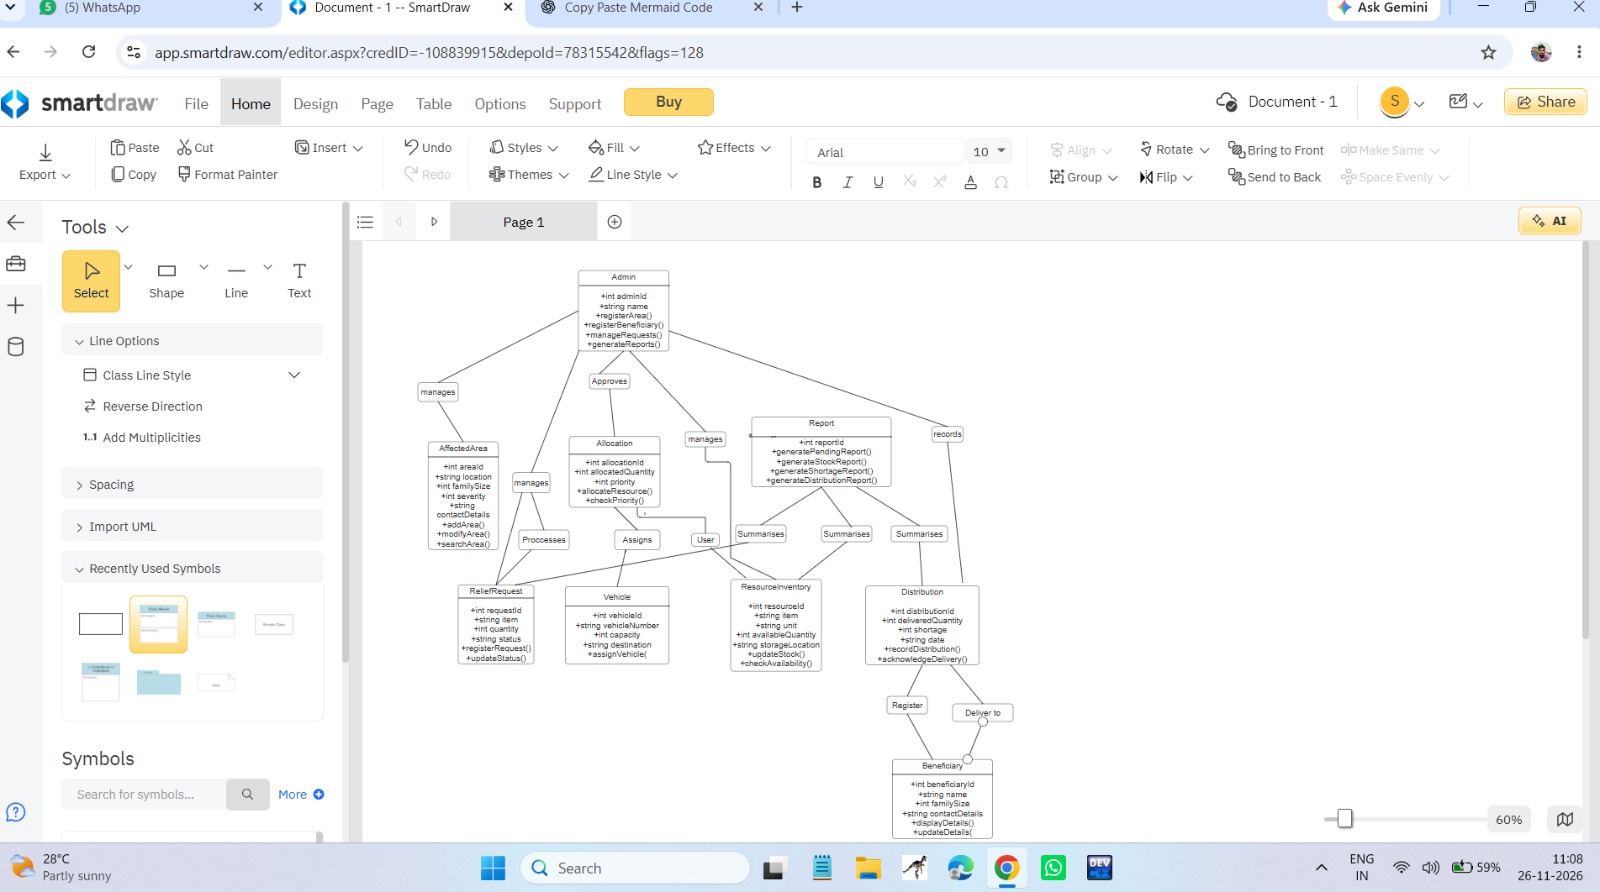 (5) WhatsApp
Document - 1 -- SmartDraw
Copy Paste Mermaid Code
Ask Gemini
app.smartdraw.com/editor.aspx?credID=-108839915&depoId=78315542&flags=128
smartdraw
File
Home
Design
Page
Table
Options
Support
Buy
Document - 1
S
Share
Export
Paste
Cut
Copy
Format Painter
Insert
Undo
Redo
Styles
Fill
Effects
Themes
Line Style
Arial
10
B I U X₂ X² A Ω
Align
Rotate
Bring to Front
Make Same
Group
Flip
Send to Back
Space Evenly
Tools
Select
Shape
Line
Text
Line Options
Class Line Style
Reverse Direction
1..1 Add Multiplicities
Spacing
Import UML
Recently Used Symbols
Symbols
Search for symbols...
More
Page 1
AI
Admin
+int adminId
+string name
+registerArea()
+registerBeneficiary()
+manageRequests()
+generateReports()
manages
Approves
manages
records
manages
AffectedArea
+int areaId
+string location
+int familySize
+int severity
+string
contactDetails
+addArea()
+modifyArea()
+searchArea()
Allocation
+int allocationId
+int allocatedQuantity
+int priority
+allocateResource()
+checkPriority()
Report
+int reportId
+generatePendingReport()
+generateStockReport()
+generateShortageReport()
+generateDistributionReport()
Proccesses
Assigns
User
Summarises
Summarises
Summarises
ReliefRequest
+int requestId
+string item
+int quantity
+string status
+registerRequest()
+updateStatus()
Vehicle
+int vehicleId
+string vehicleNumber
+int capacity
+string destination
+assignVehicle(
ResourceInventory
+int resourceId
+string item
+string unit
+int availableQuantity
+string storageLocation
+updateStock()
+checkAvailability()
Distribution
+int distributionId
+int deliveredQuantity
+int shortage
+string date
+recordDistribution()
+acknowledgeDelivery()
Register
Deliver to
Beneficiary
+int beneficiaryId
+string name
+int familySize
+string contactDetails
+displayDetails()
+updateDetails(
60%
28°C
Partly sunny
Search
DEV
ENG
IN
59%
11:08
26-11-2026